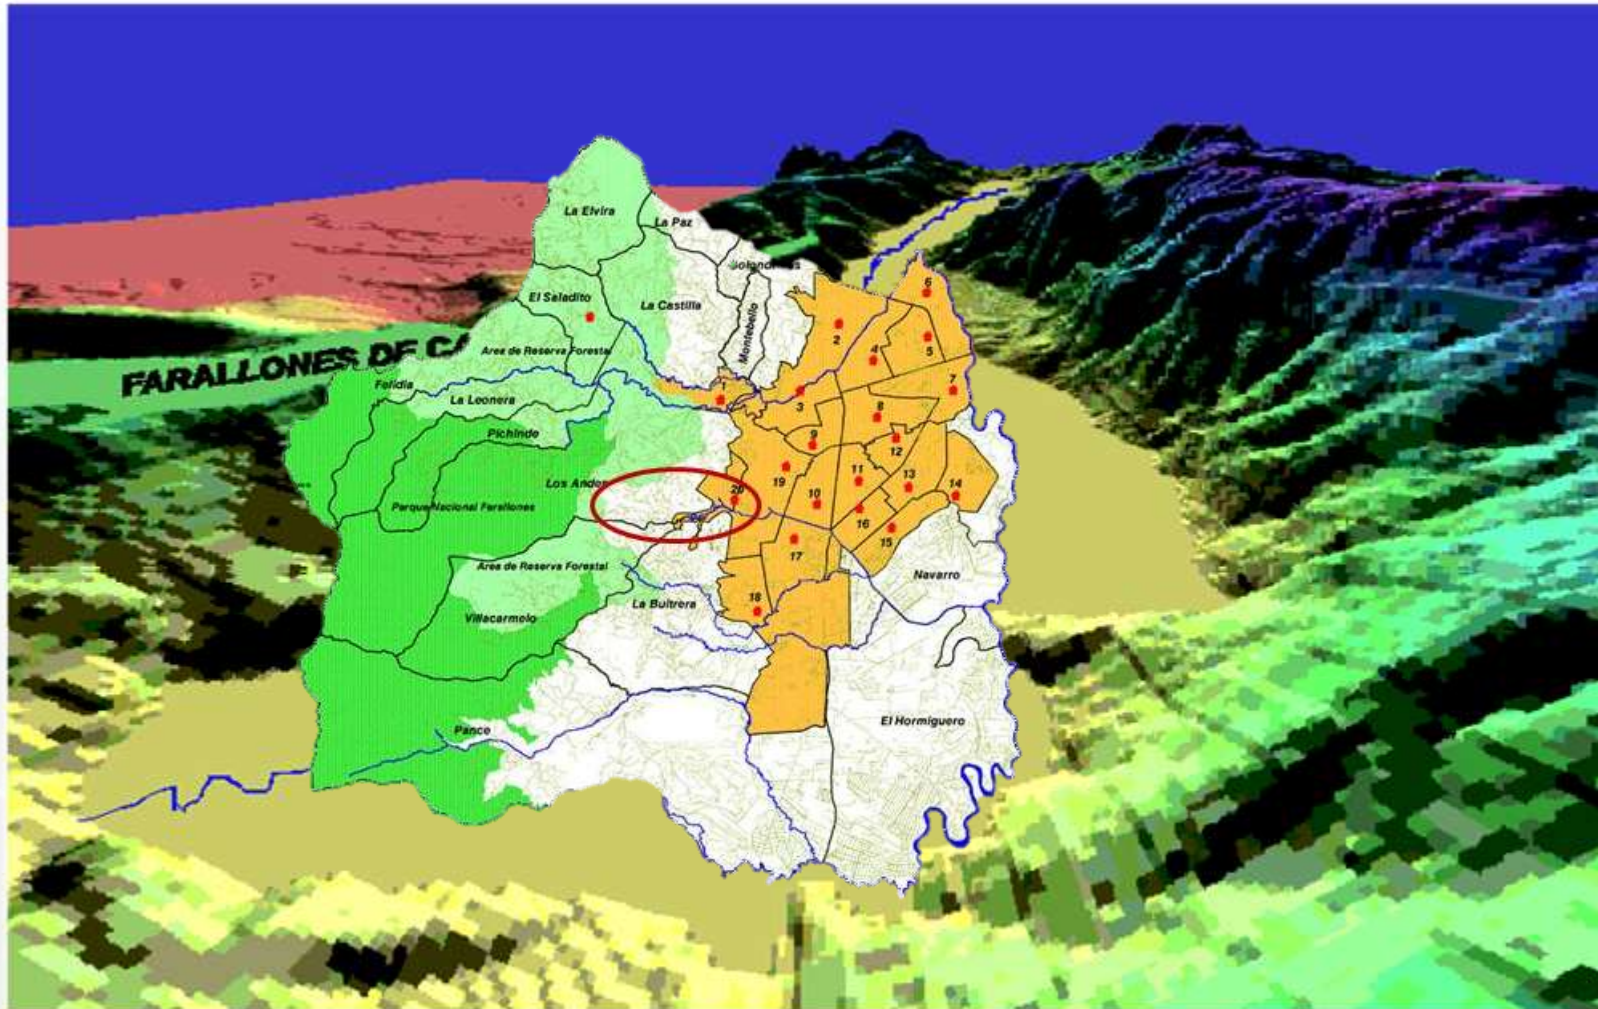 La Elvira
La Paz
El Saladito
La Castilla
Montebello
6
2
5
4
FARALLONES DE CA
Area de Reserva Forestal
Felidia
La Leonera
1
7
3
8
Pichinde
9
12
Los Andes
20
19
11
13
14
10
Parque Nacional Farallones
16
15
17
Area de Reserva Forestal
Navarro
18
La Buitrera
Villacarmelo
El Hormiguero
Pance